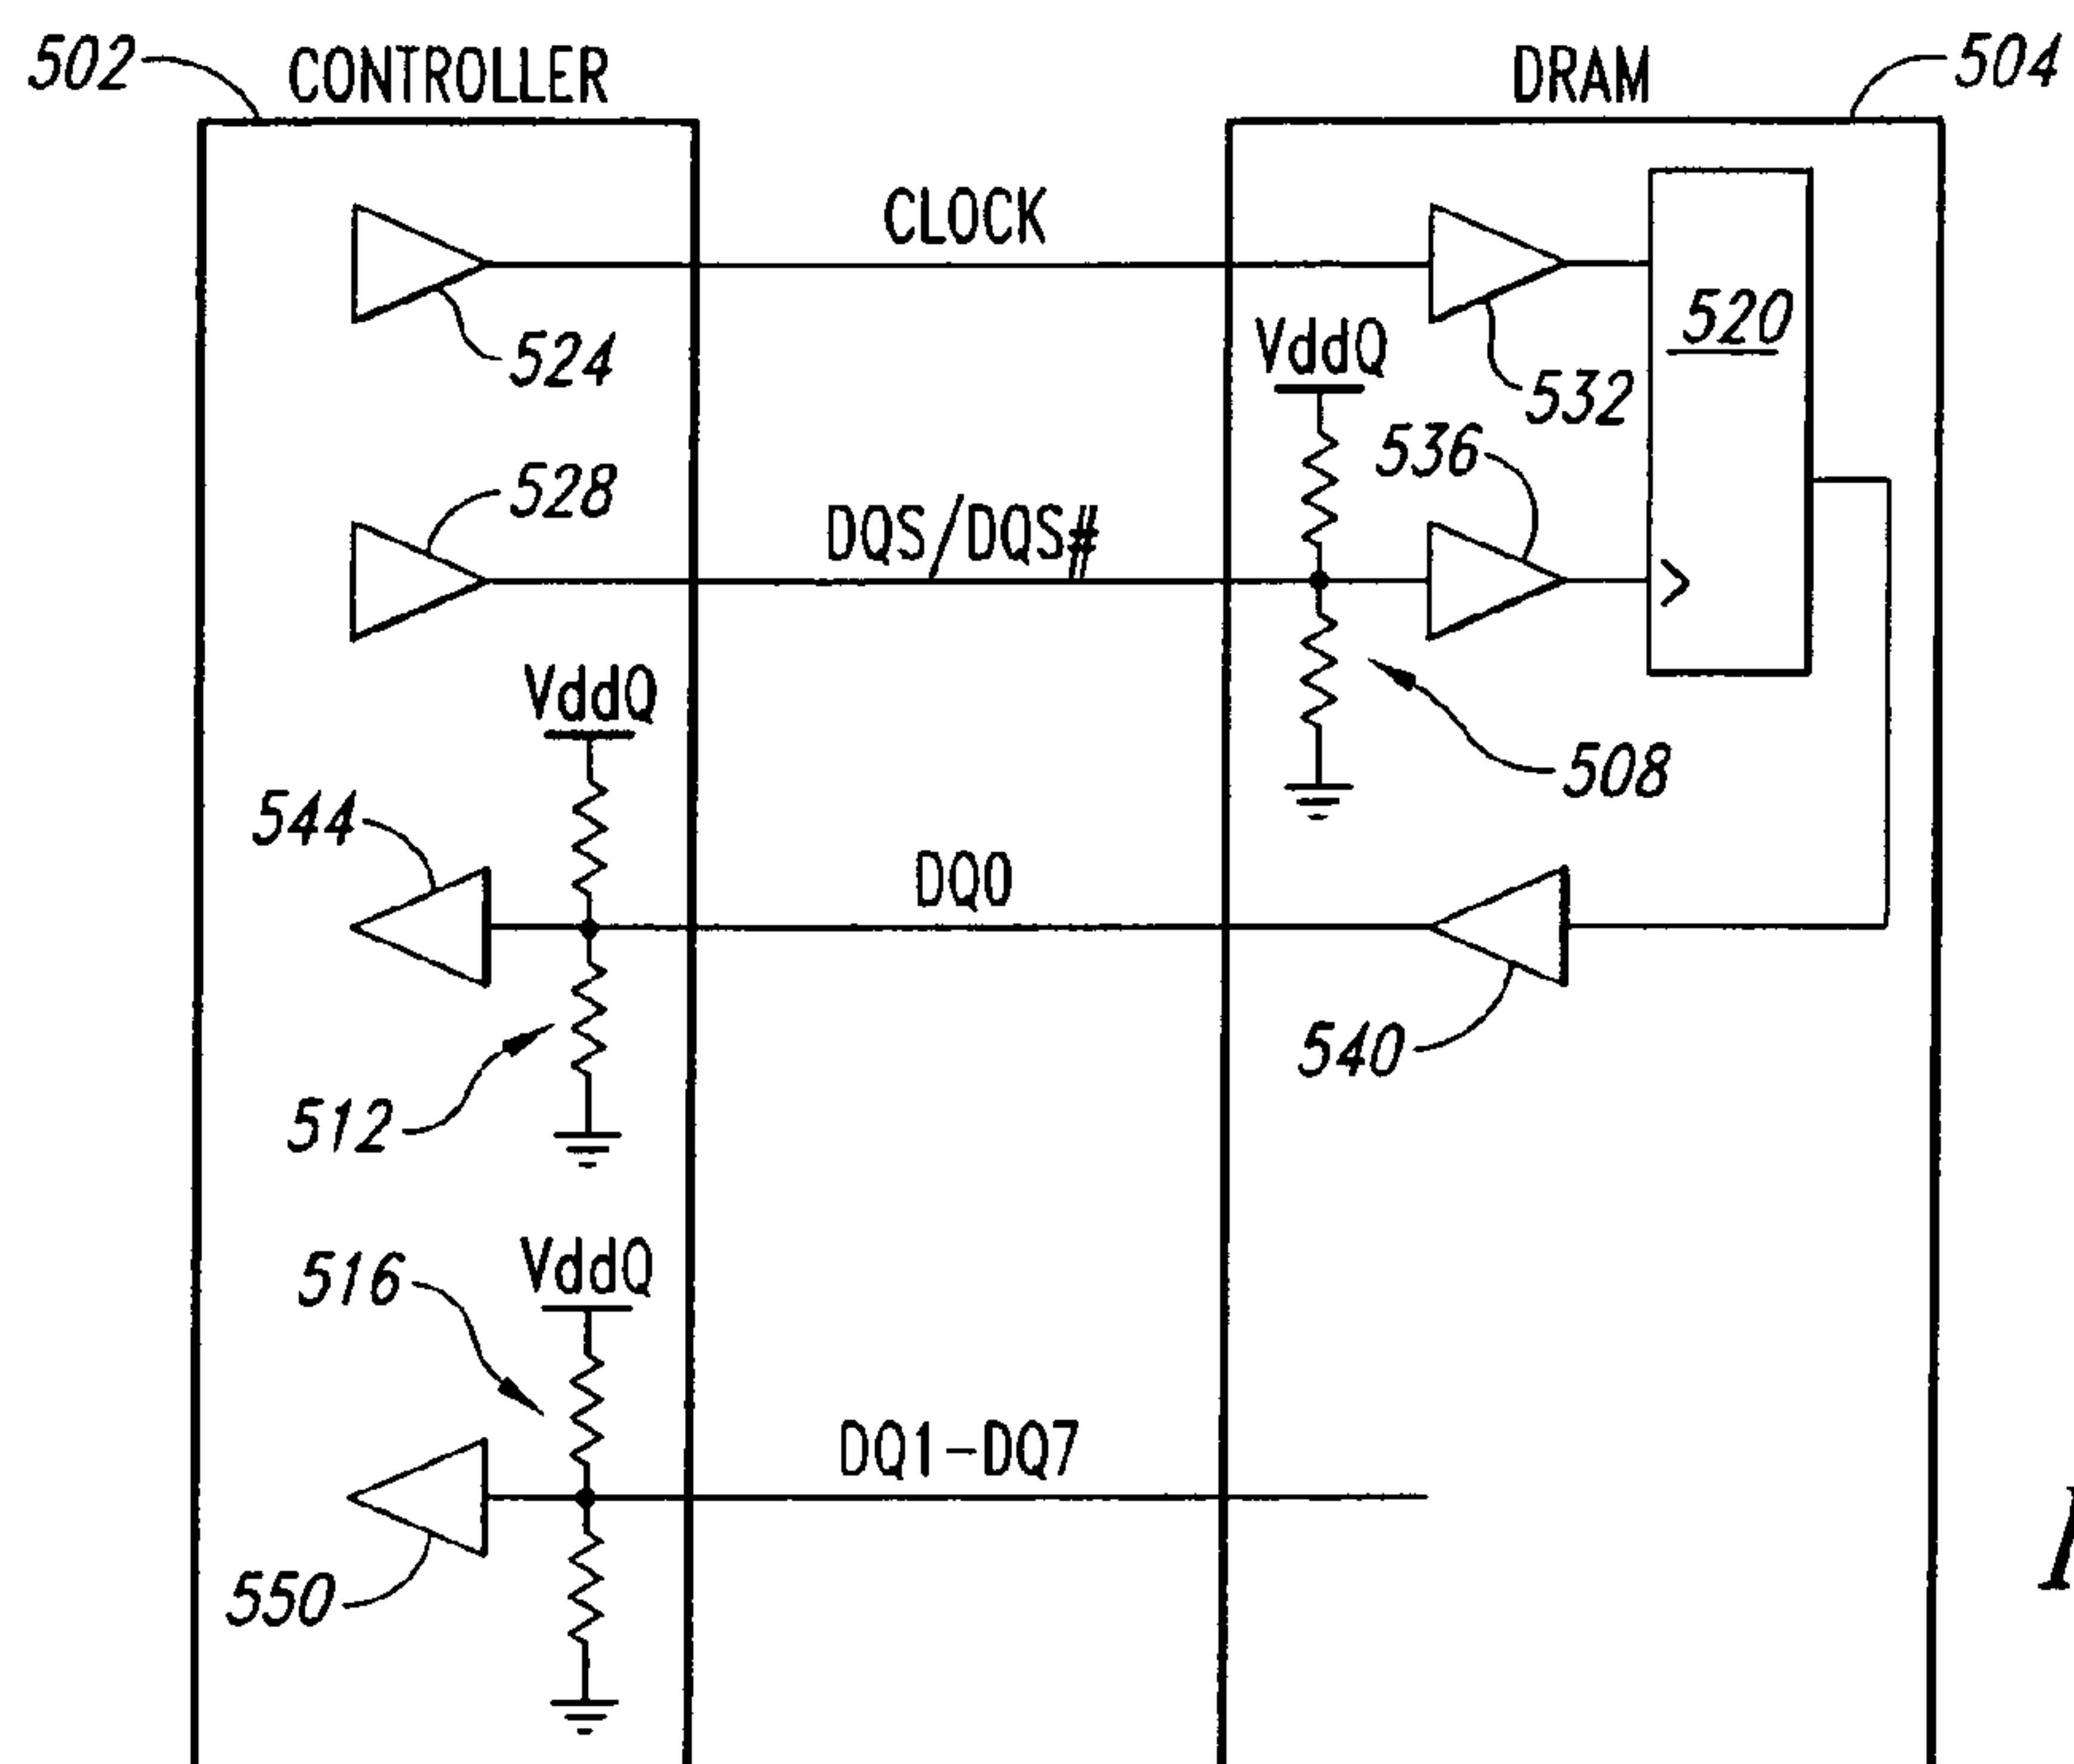 502
CONTROLLER
DRAM
504
CLOCK
524
VddQ
520
532
536
528
DQS/DQS#
VddQ
508
544
DQ0
540
512
516
VddQ
DQ1-DQ7
550